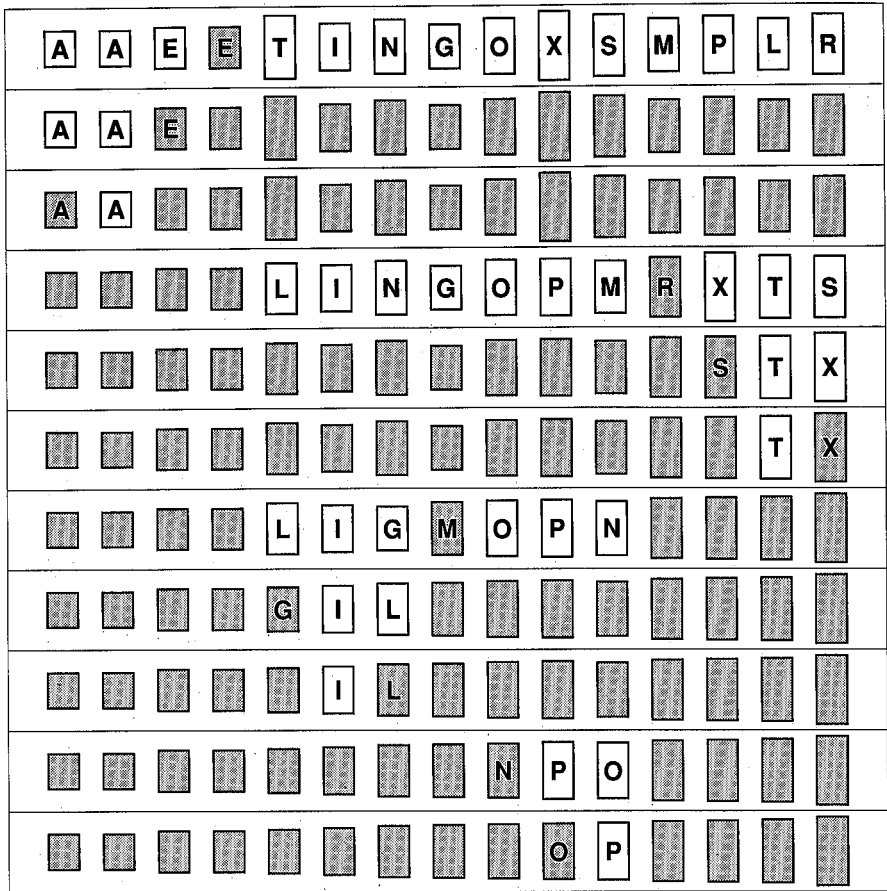 A A E E T I N G O X S M P L R
A A E
A A
L I N G O P M R X T S
S T X
T X
L I G M O P N
G I L
I L
N P O
O P